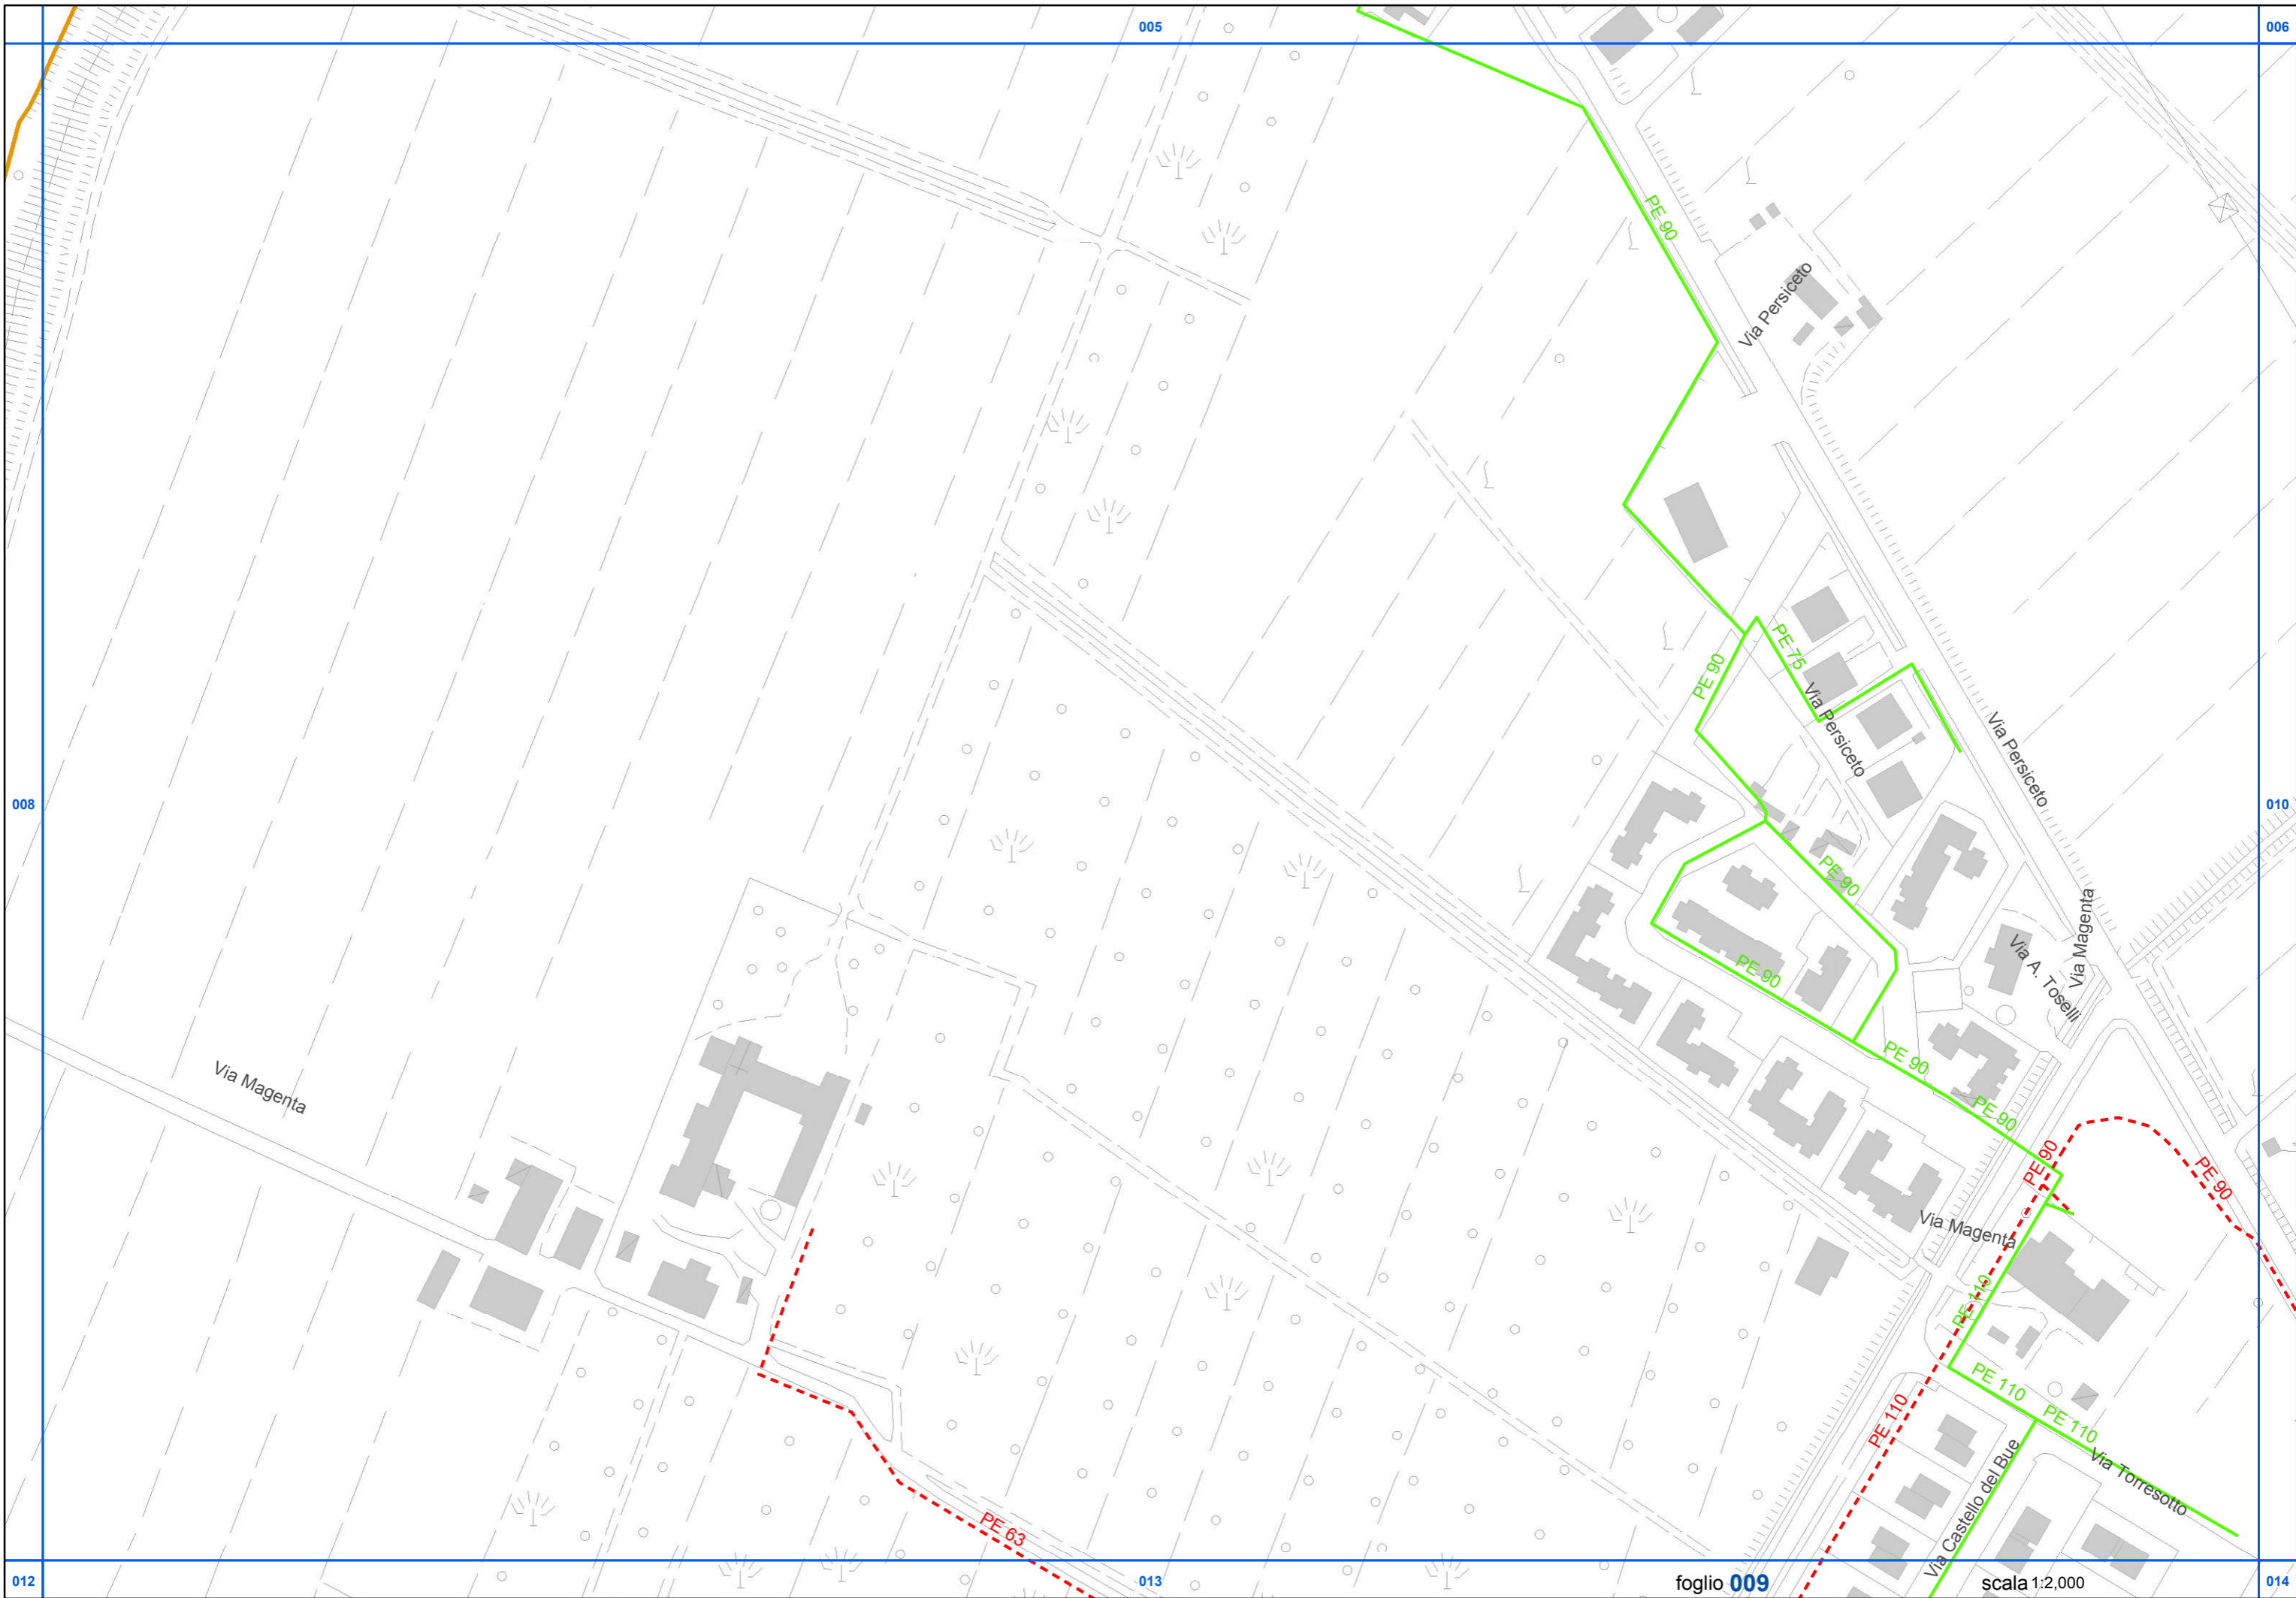 005
006
PE 90
Via Persiceto
PE 75
PE 90
Via Persiceto
Via Persiceto
008
010
PE 90
Via Magenta
Via A. Toselli
PE 90
PE 90
Via Magenta
PE 90
PE 90
PE 90
Via Magenta
PE 110
PE 110
PE 110
PE 110
Via Torresotto
Via Castello del Bue
PE 63
012
013
foglio 009
scala 1:2,000
014